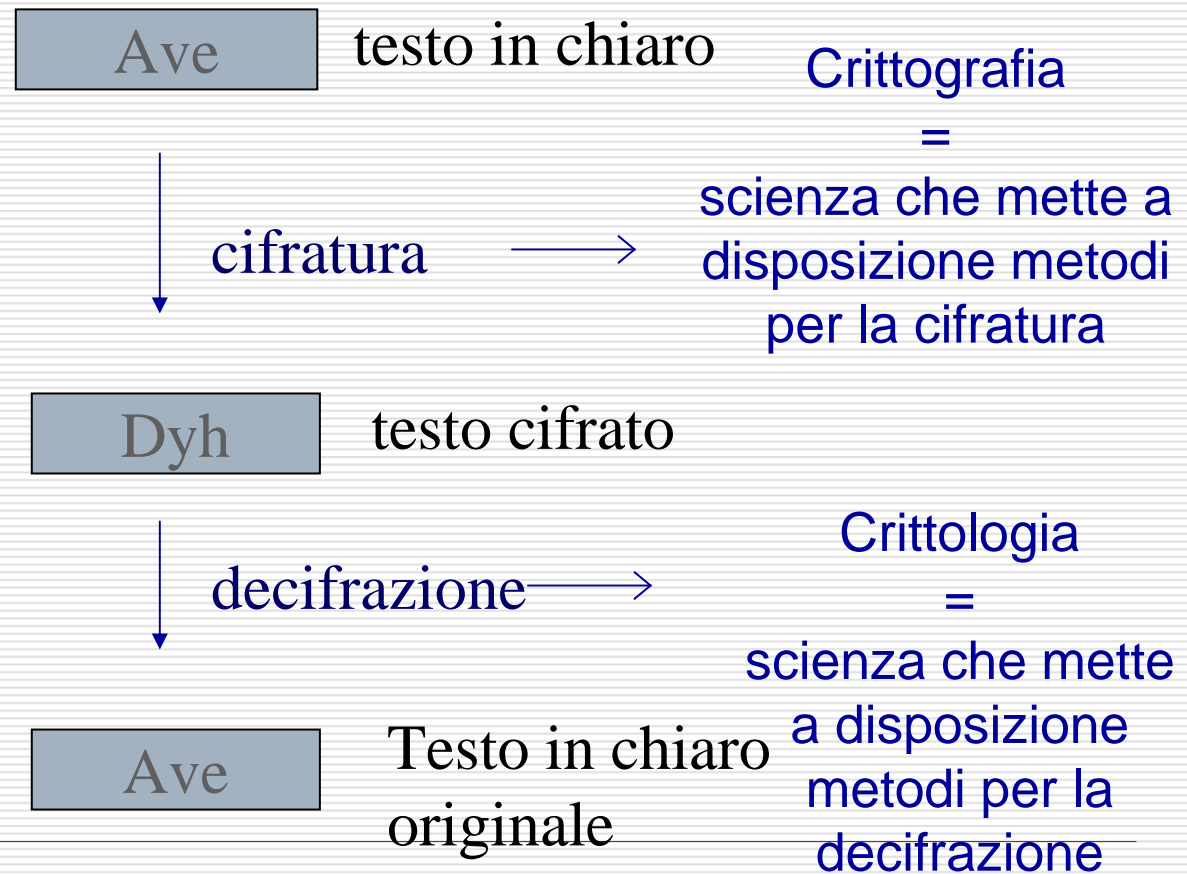 Ave
testo in chiaro
Crittografia
=
scienza che mette a
disposizione metodi
per la cifratura
cifratura
Dyh
testo cifrato
decifrazione
Crittologia
=
scienza che mette
a disposizione
metodi per la
decifrazione
Ave
Testo in chiaro
originale